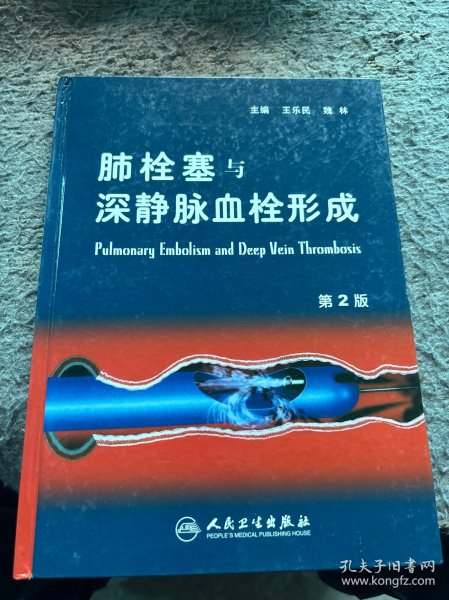 主编 王乐民 魏 林
肺栓塞与
深静脉血栓形成
Pulmonary Embolism and Deep Vein Thrombosis
第2版
人民卫生出版社
PEOPLE'S MEDICAL PUBLISHING HOUSE
孔夫子旧书网
www.kongfz.com